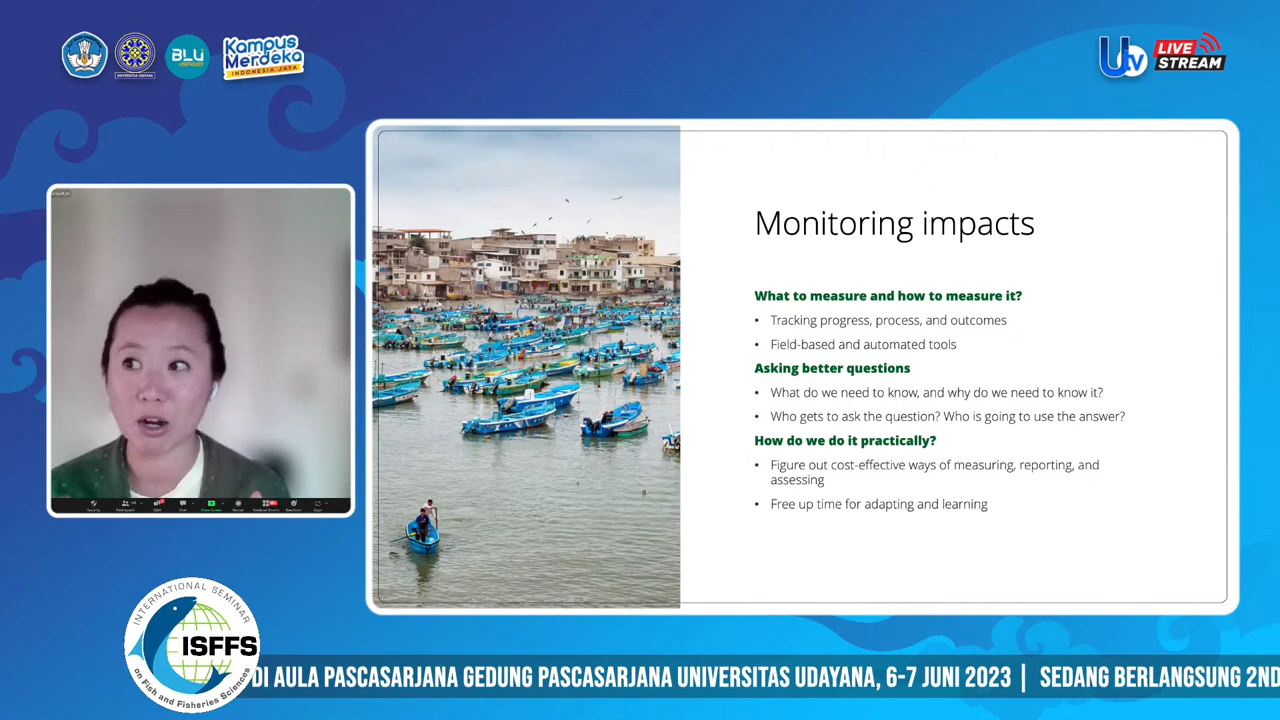 UNIVERSITAS UDAYANA
BLU
Kampus
Merdeka
INDONESIA JAYA
UTV
LIVE
STREAM
Monitoring impacts
What to measure and how to measure it?
• Tracking progress, process, and outcomes
• Field-based and automated tools
Asking better questions
• What do we need to know, and why do we need to know it?
• Who gets to ask the question? Who is going to use the answer?
How do we do it practically?
• Figure out cost-effective ways of measuring, reporting, and
assessing
• Free up time for adapting and learning
INTERNATIONAL SEMINAR
ISFFS
on Fish and Fisheries Sciences
DI AULA PASCASARJANA GEDUNG PASCASARJANA UNIVERSITAS UDAYANA, 6-7 JUNI 2023 | SEDANG BERLANGSUNG 2ND